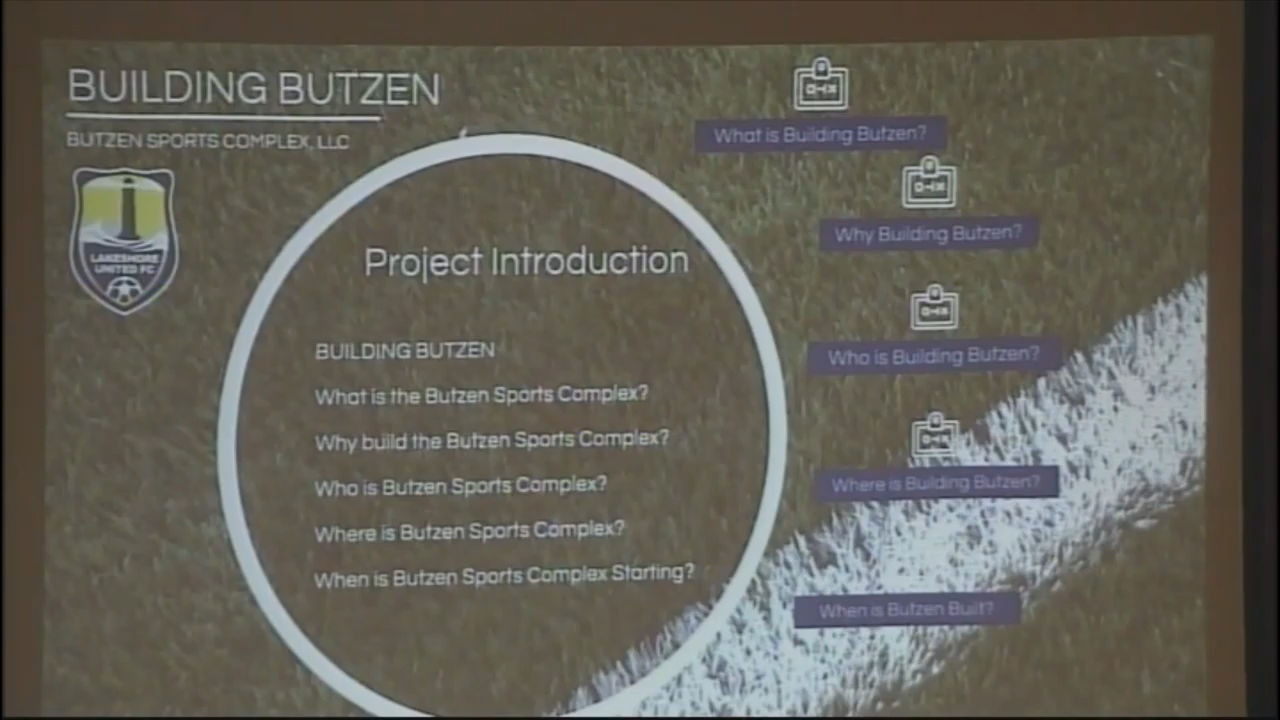 BUILDING BUTZEN
BUTZEN SPORTS COMPLEX, LLC
LAKESHORE
UNITED FC
Project Introduction
BUILDING BUTZEN
What is the Butzen Sports Complex?
Why build the Butzen Sports Complex?
Who is Butzen Sports Complex?
Where is Butzen Sports Complex?
When is Butzen Sports Complex Starting?
What is Building Butzen?
Why Building Butzen?
Who is Building Butzen?
Where is Building Butzen?
When is Butzen Built?